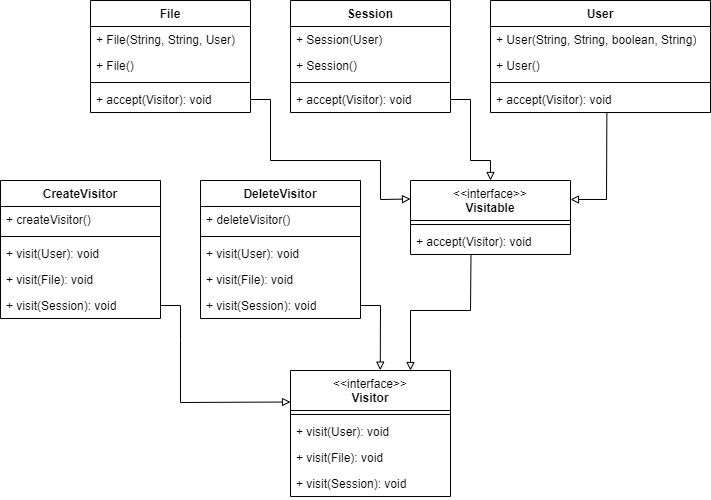 File
+ File(String, String, User)
+ File()
+ accept(Visitor): void
Session
+ Session(User)
+ Session()
+ accept(Visitor): void
User
+ User(String, String, boolean, String)
+ User()
+ accept(Visitor): void
CreateVisitor
+ createVisitor()
+ visit(User): void
+ visit(File): void
+ visit(Session): void
DeleteVisitor
+ deleteVisitor()
+ visit(User): void
+ visit(File): void
+ visit(Session): void
<<interface>>
Visitable
+ accept(Visitor): void
<<interface>>
Visitor
+ visit(User): void
+ visit(File): void
+ visit(Session): void